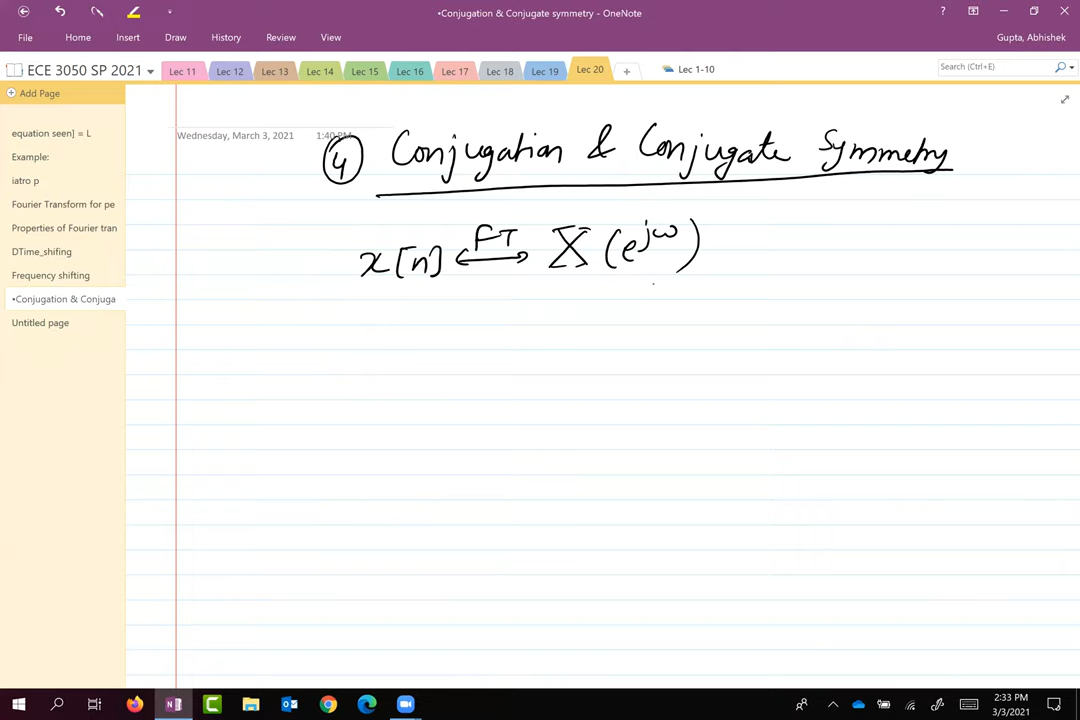 •Conjugation & Conjugate symmetry - OneNote
?
File Home Insert Draw History Review View
Gupta, Abhishek
ECE 3050 SP 2021
Lec 11 Lec 12 Lec 13 Lec 14 Lec 15 Lec 16 Lec 17 Lec 18 Lec 19 Lec 20 + Lec 1-10
Search (Ctrl+E)
Add Page
equation seen] = L
Example:
iatro p
Fourier Transform for pe
Properties of Fourier tran
DTime_shifing
Frequency shifting
•Conjugation & Conjuga
Untitled page
Wednesday, March 3, 2021 1:40 PM
④ Conjugation & Conjugate Symmetry
x[n] ⟷ FT X(e^{jω})
2:33 PM
3/3/2021